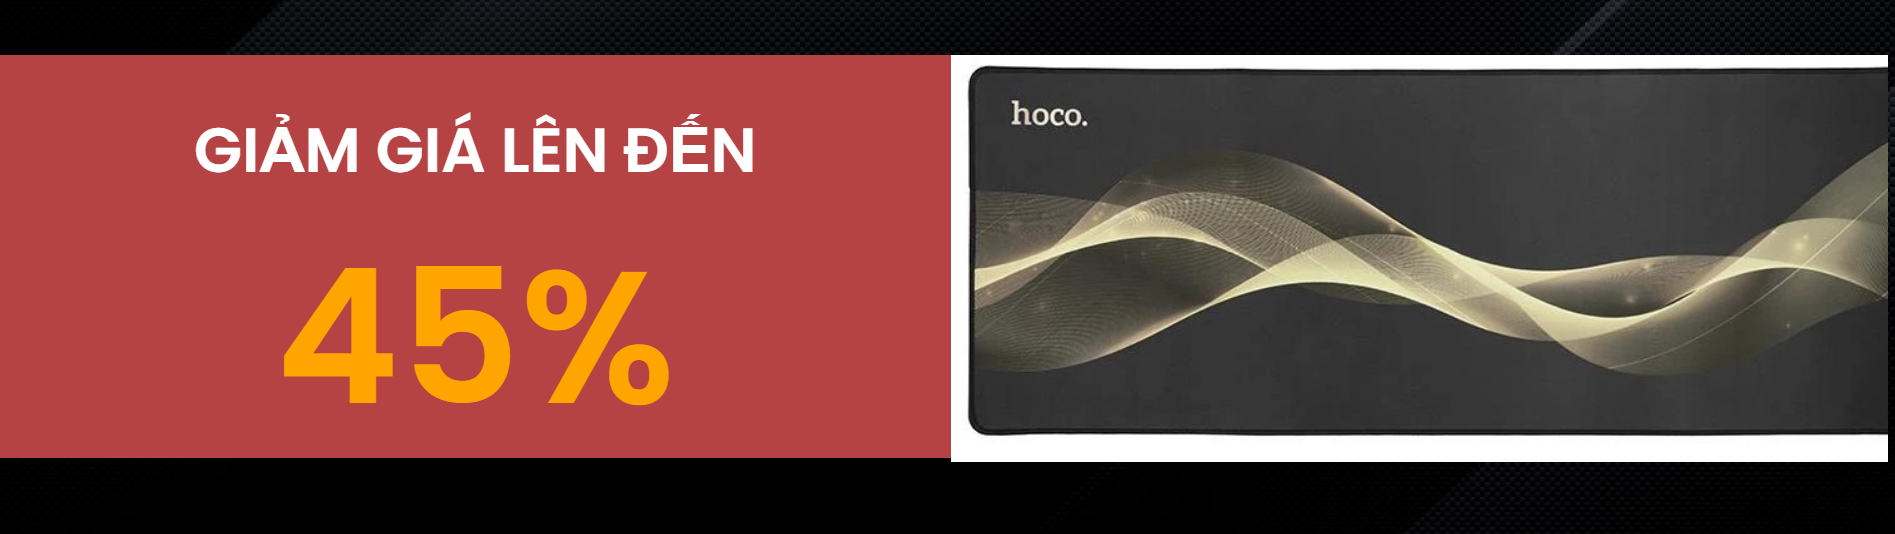 GIẢM GIÁ LÊN ĐẾN
45%
hoco.